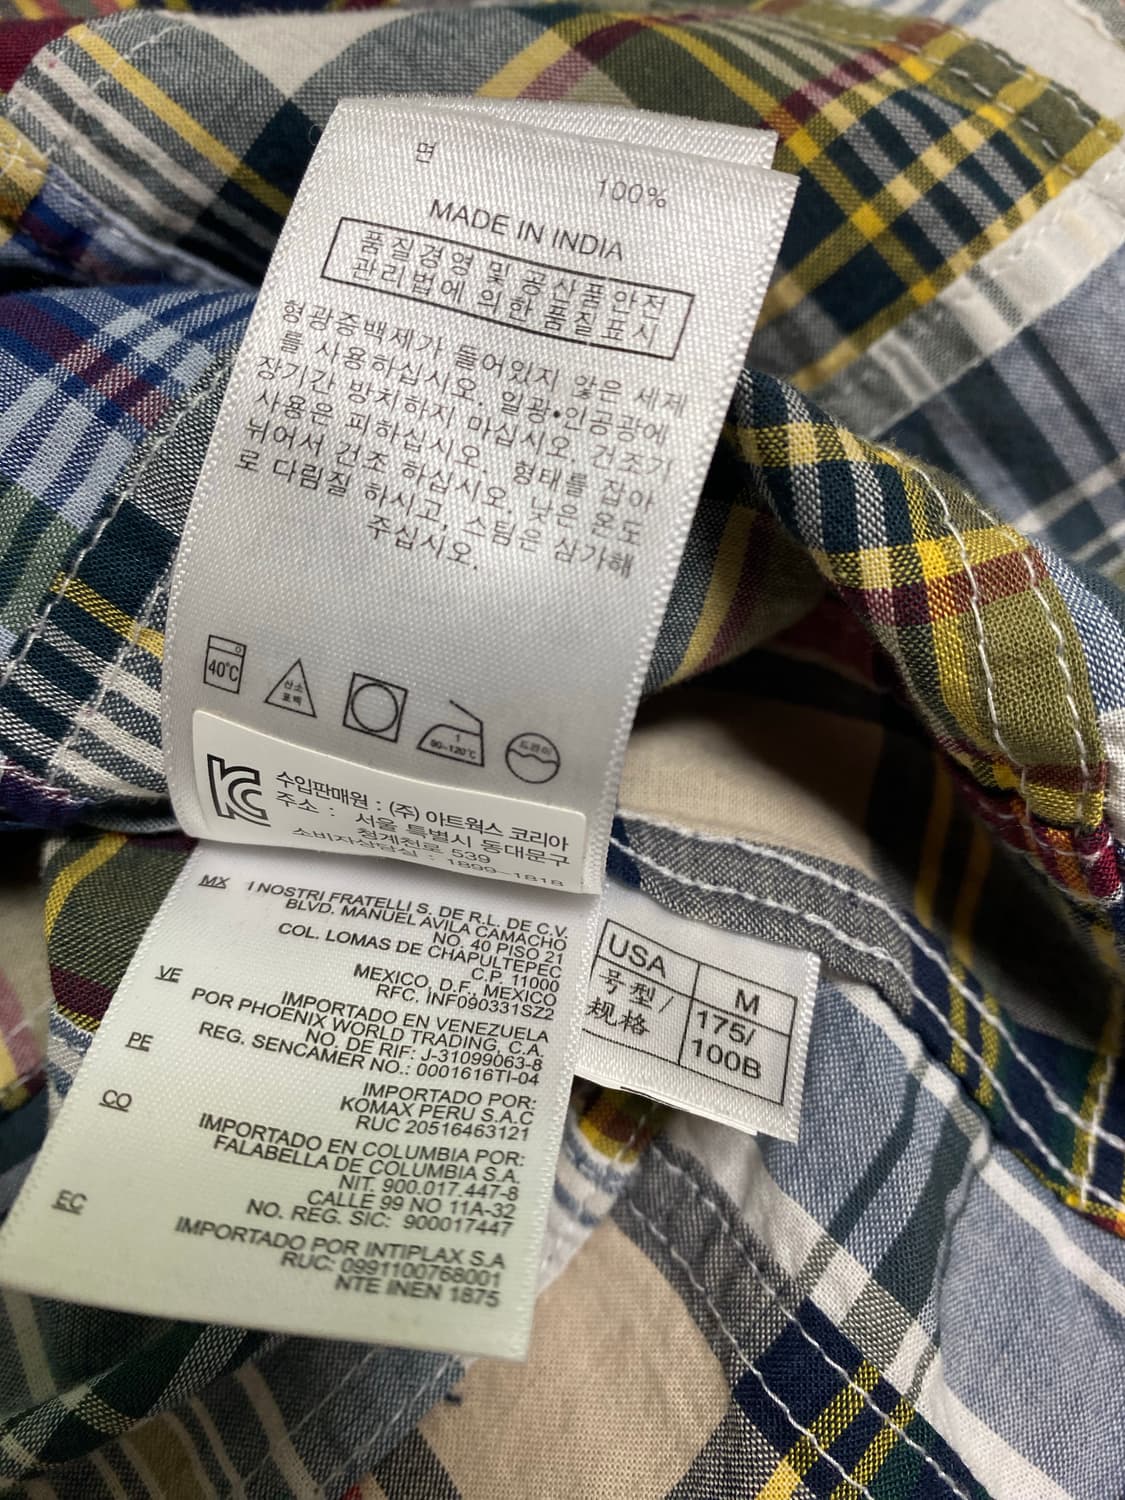 면
100%
MADE IN INDIA
품질경영 및 공산품안전
관리법에 의한 품질표시
형광증백제가 들어있지 않은 세제
를 사용하십시오. 일광•인공광에
장기간 방치하지 마십시오. 건조기
사용은 피하십시오. 형태를 잡아
뉘어서 건조 하십시오. 낮은 온도
로 다림질 하시고, 스팀은 삼가해
주십시오.
40℃
산소
표백
1
80~120℃
드라이
수입판매원 : (주) 아트웍스 코리아
주소 : 서울 특별시 동대문구
청계천로 539
소비자상담실 : 1899-1818
MX I NOSTRI FRATELLI S, DE R.L. DE C.V.
BLVD. MANUEL AVILA CAMACHO
NO. 40 PISO 21
COL. LOMAS DE CHAPULTEPEC
C.P. 11000
MEXICO, D.F, MEXICO
RFC. INF090331SZ2
VE IMPORTADO EN VENEZUELA
POR PHOENIX WORLD TRADING, C.A.
NO. DE RIF: J-31099063-8
REG. SENCAMER NO.: 0001616TI-04
PE IMPORTADO POR:
KOMAX PERU S.A.C
RUC 20516463121
CO IMPORTADO EN COLOMBIA POR:
FALABELLA DE COLUMBIA S.A.
NIT. 900.017.447-8
CALLE 99 NO 11A-32
NO. REG. SIC: 900017447
EC IMPORTADO POR INTIPLAX S.A
RUC: 0991100768001
NTE INEN 1875
USA M
号型/ 175/
规格 100B